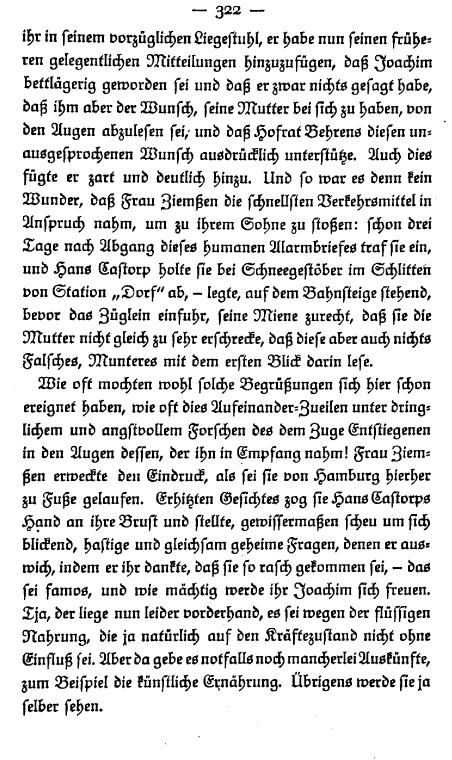 — 322 —
ihr in seinem vorzüglichen Liegestuhl, er habe nun seinen frühe-
ren gelegentlichen Mitteilungen hinzuzufügen, daß Joachim
bettlägerig geworden sei und daß er zwar nichts gesagt habe,
daß ihm aber der Wunsch, seine Mutter bei sich zu haben, von
den Augen abzulesen sei, und daß Hofrat Behrens diesen un-
ausgesprochenen Wunsch ausdrücklich unterstütze. Auch dies
fügte er zart und deutlich hinzu. Und so war es denn kein
Wunder, daß Frau Ziemßen die schnellsten Verkehrsmittel in
Anspruch nahm, um zu ihrem Sohne zu stoßen: schon drei
Tage nach Abgang dieses humanen Alarmbriefes traf sie ein,
und Hans Castorp holte sie bei Schneegestöber im Schlitten
von Station „Dorf“ ab, – legte, auf dem Bahnsteige stehend,
bevor das Züglein einfuhr, seine Miene zurecht, daß sie die
Mutter nicht gleich zu sehr erschrecke, daß diese aber auch nichts
Falsches, Munteres mit dem ersten Blick darin lese.
Wie oft mochten wohl solche Begrüßungen sich hier schon
ereignet haben, wie oft dies Aufeinander-Zueilen unter dring-
lichem und angstvollem Forschen des dem Zuge Entstiegenen
in den Augen dessen, der ihn in Empfang nahm! Frau Ziem-
ßen erweckte den Eindruck, als sei sie von Hamburg hierher
zu Fuße gelaufen. Erhitzten Gesichtes zog sie Hans Castorps
Hand an ihre Brust und stellte, gewissermaßen scheu um sich
blickend, hastige und gleichsam geheime Fragen, denen er aus-
wich, indem er ihr dankte, daß sie so rasch gekommen sei, – das
sei famos, und wie mächtig werde ihr Joachim sich freuen.
Tja, der liege nun leider vorderhand, es sei wegen der flüssigen
Nahrung, die ja natürlich auf den Kräftezustand nicht ohne
Einfluß sei. Aber da gebe es notfalls noch mancherlei Auskünfte,
zum Beispiel die künstliche Ernährung. Übrigens werde sie ja
selber sehen.